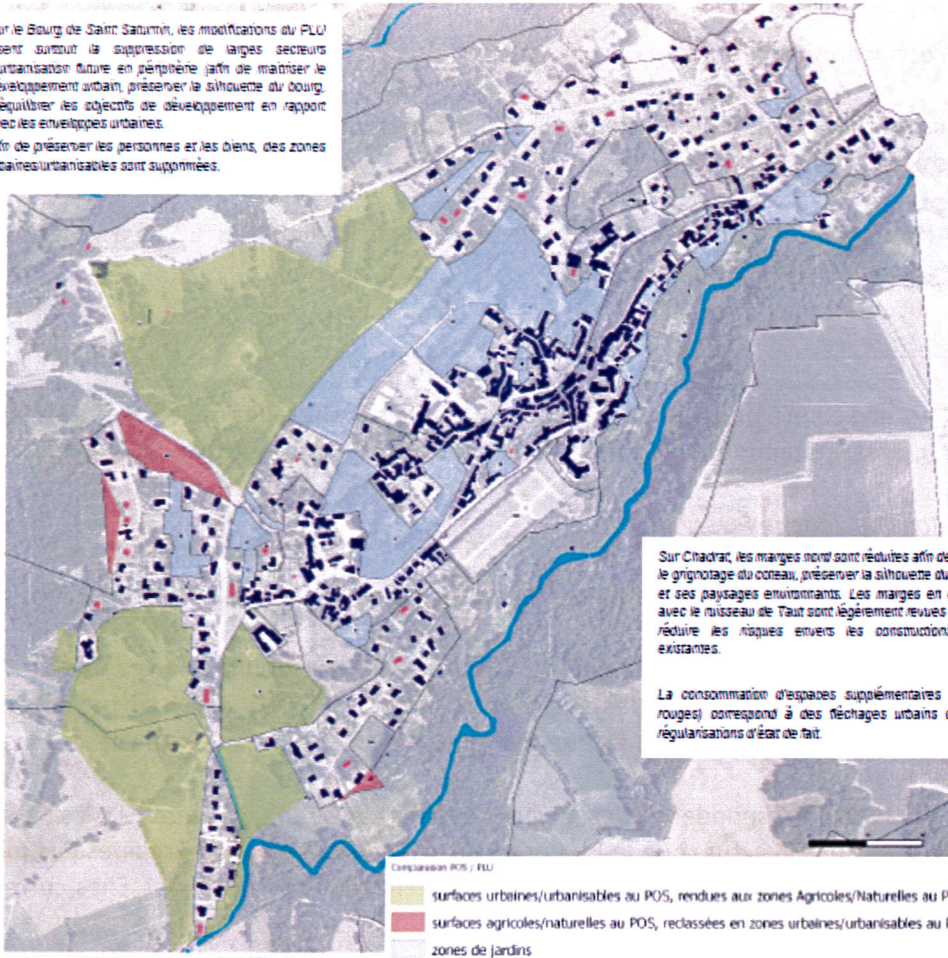 ur le Bourg de Saint Saturnin, les modifications du PLU
sent surtout la suppression de larges secteurs
urbanisation future en périphérie (afin de maîtriser le
éveloppement urbain, préserver la silhouette du bourg,
équilibrer les objectifs de développement en rapport
vec les enveloppes urbaines.
in de préserver les personnes et les biens, des zones
baines/urbanisables sont supprimées.
Sur Chadrat, les marges nord sont réduites afin de
le grignotage du coteau, préserver la silhouette du
et ses paysages environnants. Les marges en
avec le ruisseau de Taut sont légèrement revues
réduire les risques envers les constructions
existantes.
La consommation d'espaces supplémentaires
rouges) correspond à des fléchages urbains
régularisations d'état de fait.
Comparaison POS / PLU
surfaces urbaines/urbanisables au POS, rendues aux zones Agricoles/Naturelles au P
surfaces agricoles/naturelles au POS, reclassées en zones urbaines/urbanisables au
zones de jardins